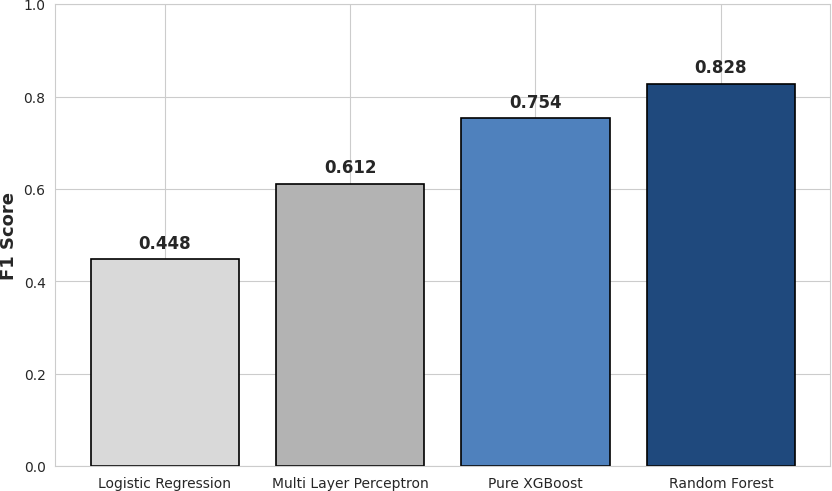 F1 Score
1.0
0.8
0.6
0.4
0.2
0.0
0.448
0.612
0.754
0.828
Logistic Regression
Multi Layer Perceptron
Pure XGBoost
Random Forest